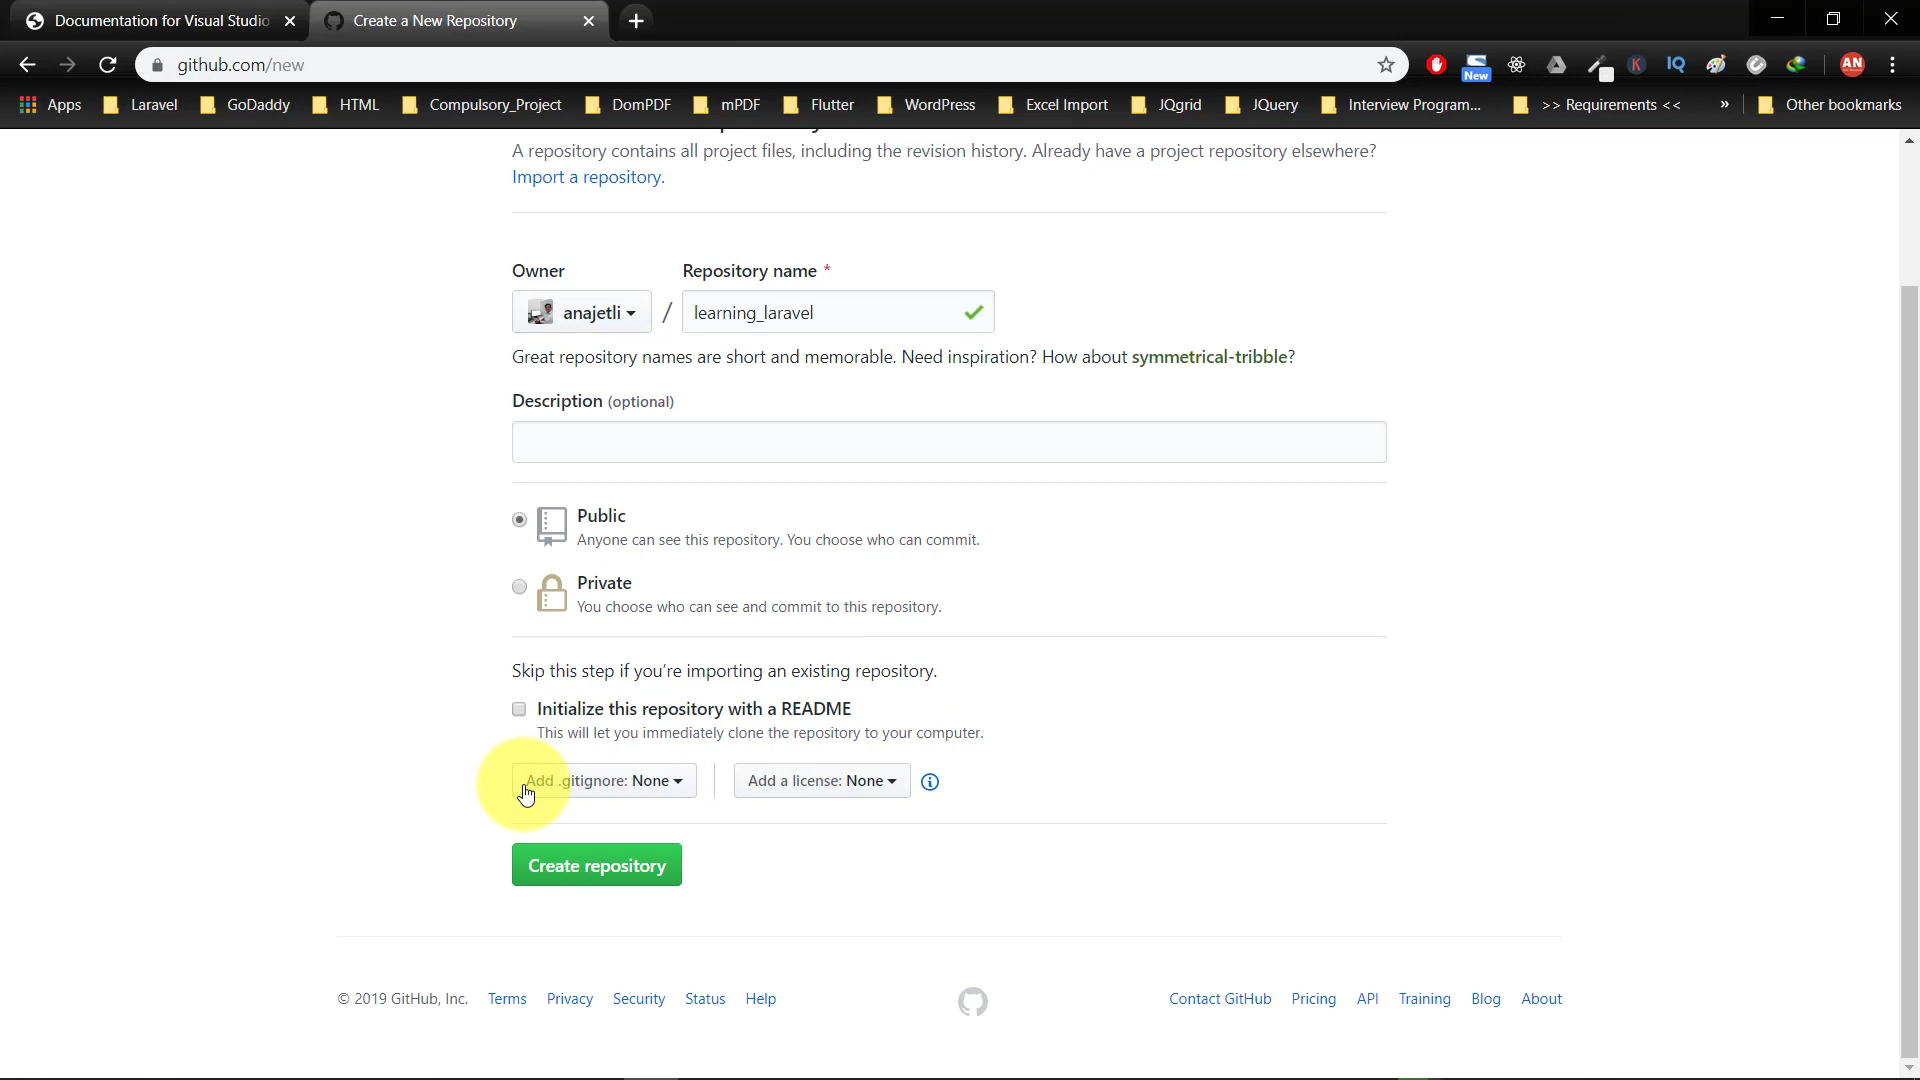 Documentation for Visual Studio
Create a New Repository
github.com/new
New
K
IQ
AN
Apps
Laravel
GoDaddy
HTML
Compulsory_Project
DomPDF
mPDF
Flutter
WordPress
Excel Import
JQgrid
JQuery
Interview Program...
>> Requirements <<
»
Other bookmarks
A repository contains all project files, including the revision history. Already have a project repository elsewhere?
Import a repository.
Owner
Repository name *
anajetli
/
learning_laravel
Great repository names are short and memorable. Need inspiration? How about symmetrical-tribble?
Description (optional)
Public
Anyone can see this repository. You choose who can commit.
Private
You choose who can see and commit to this repository.
Skip this step if you're importing an existing repository.
Initialize this repository with a README
This will let you immediately clone the repository to your computer.
Add .gitignore: None
Add a license: None
Create repository
© 2019 GitHub, Inc.
Terms
Privacy
Security
Status
Help
Contact GitHub
Pricing
API
Training
Blog
About